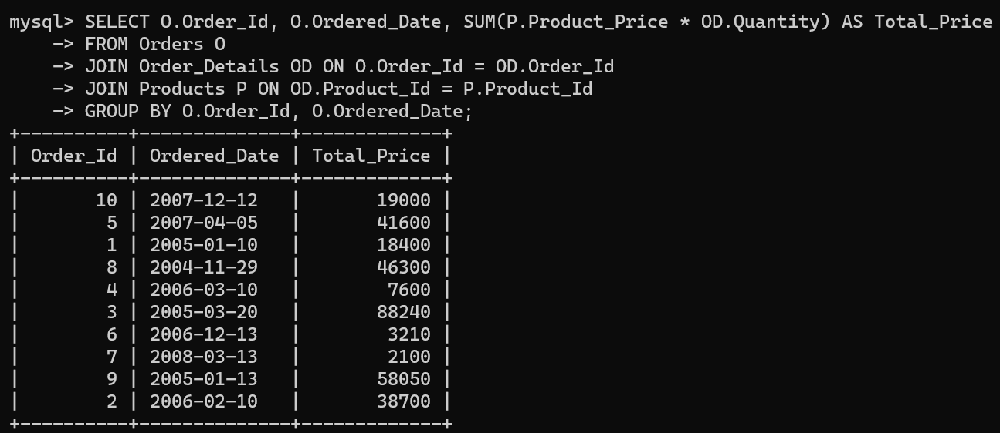 mysql> SELECT O.Order_Id, O.Ordered_Date, SUM(P.Product_Price * OD.Quantity) AS Total_Price
    -> FROM Orders O
    -> JOIN Order_Details OD ON O.Order_Id = OD.Order_Id
    -> JOIN Products P ON OD.Product_Id = P.Product_Id
    -> GROUP BY O.Order_Id, O.Ordered_Date;
+----------+--------------+-------------+
| Order_Id | Ordered_Date | Total_Price |
+----------+--------------+-------------+
|       10 | 2007-12-12   |       19000 |
|        5 | 2007-04-05   |       41600 |
|        1 | 2005-01-10   |       18400 |
|        8 | 2004-11-29   |       46300 |
|        4 | 2006-03-10   |        7600 |
|        3 | 2005-03-20   |       88240 |
|        6 | 2006-12-13   |        3210 |
|        7 | 2008-03-13   |        2100 |
|        9 | 2005-01-13   |       58050 |
|        2 | 2006-02-10   |       38700 |
+----------+--------------+-------------+